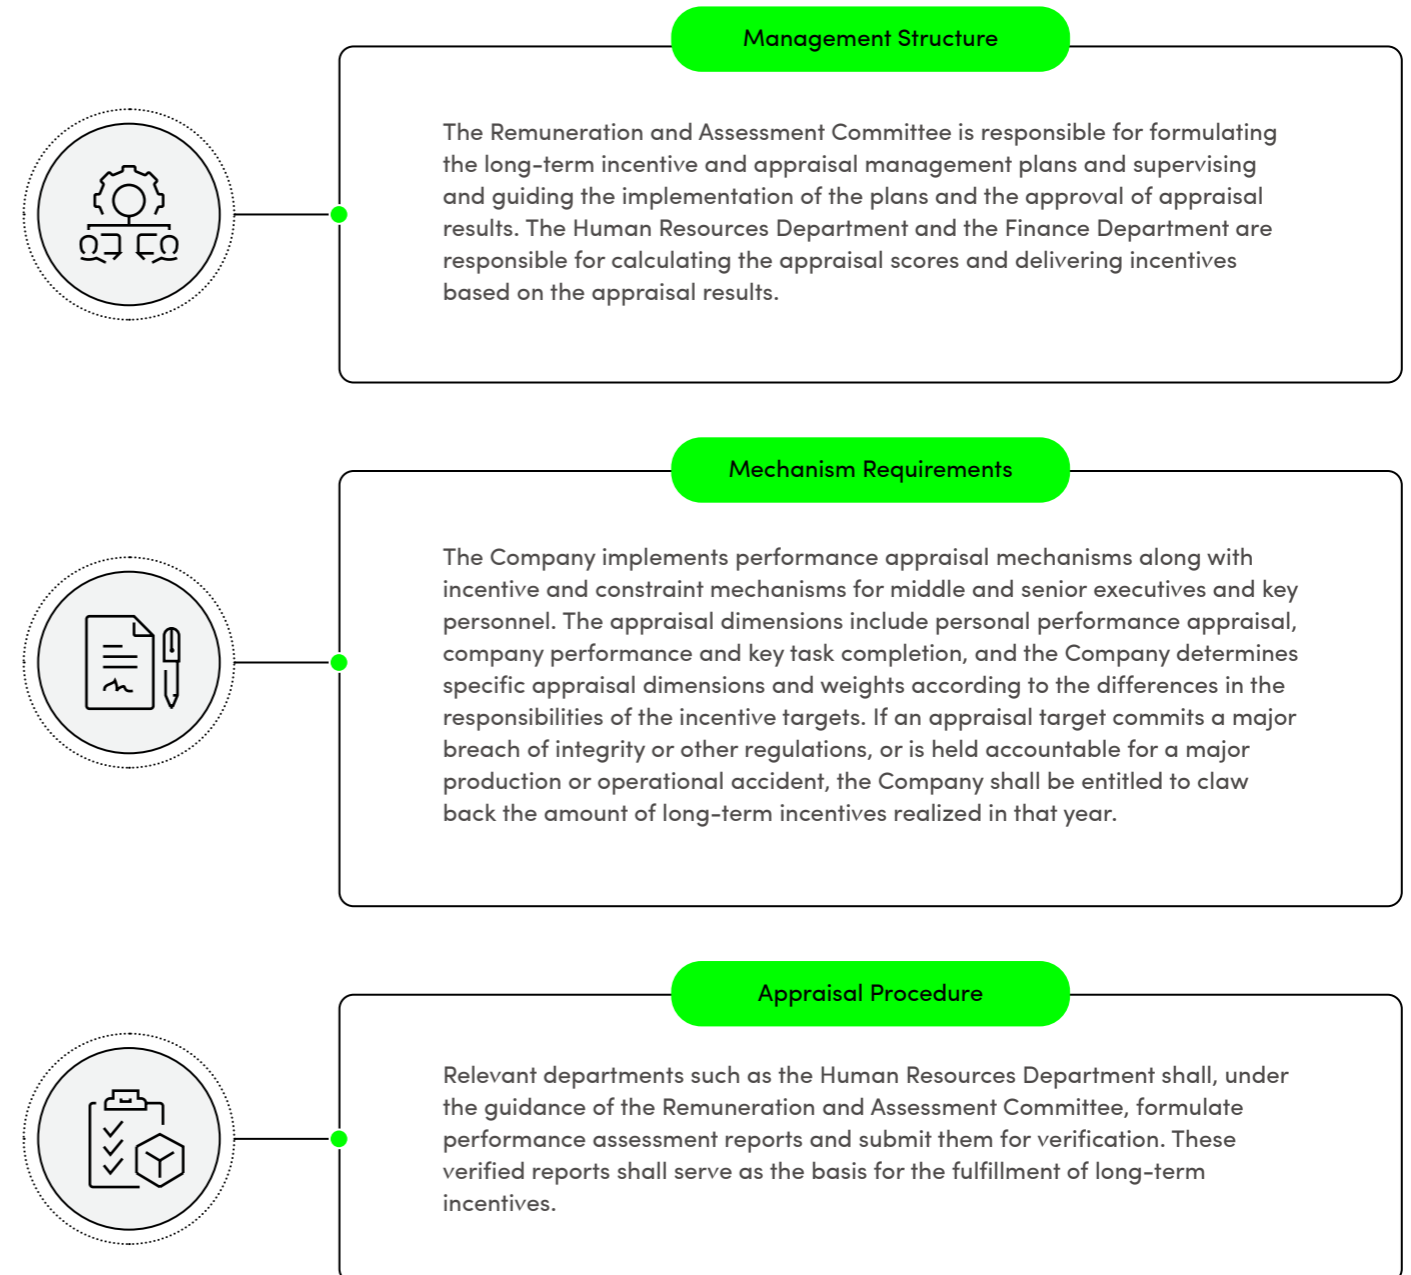 Management Structure
The Remuneration and Assessment Committee is responsible for formulating
the long-term incentive and appraisal management plans and supervising
and guiding the implementation of the plans and the approval of appraisal
results. The Human Resources Department and the Finance Department are
responsible for calculating the appraisal scores and delivering incentives
based on the appraisal results.
Mechanism Requirements
The Company implements performance appraisal mechanisms along with
incentive and constraint mechanisms for middle and senior executives and key
personnel. The appraisal dimensions include personal performance appraisal,
company performance and key task completion, and the Company determines
specific appraisal dimensions and weights according to the differences in the
responsibilities of the incentive targets. If an appraisal target commits a major
breach of integrity or other regulations, or is held accountable for a major
production or operational accident, the Company shall be entitled to claw
back the amount of long-term incentives realized in that year.
Appraisal Procedure
Relevant departments such as the Human Resources Department shall, under
the guidance of the Remuneration and Assessment Committee, formulate
performance assessment reports and submit them for verification. These
verified reports shall serve as the basis for the fulfillment of long-term
incentives.